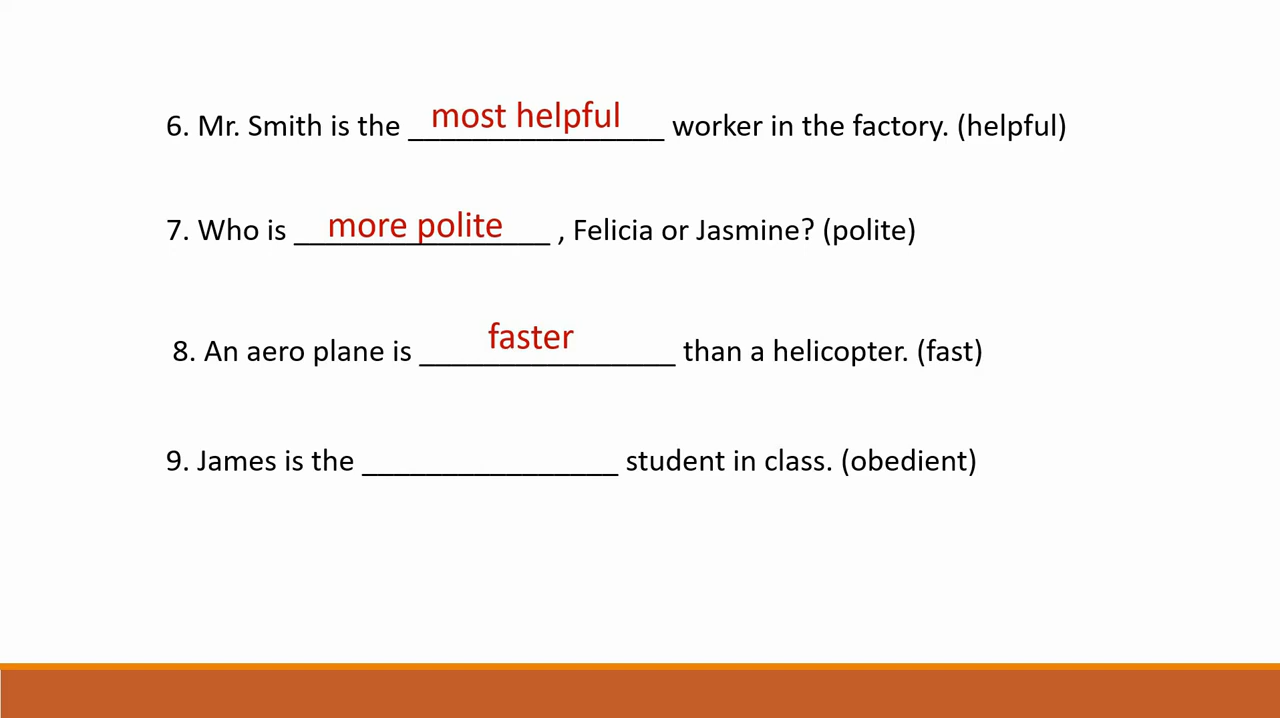 6. Mr. Smith is the most helpful worker in the factory. (helpful)
7. Who is more polite , Felicia or Jasmine? (polite)
8. An aero plane is faster than a helicopter. (fast)
9. James is the ________________ student in class. (obedient)